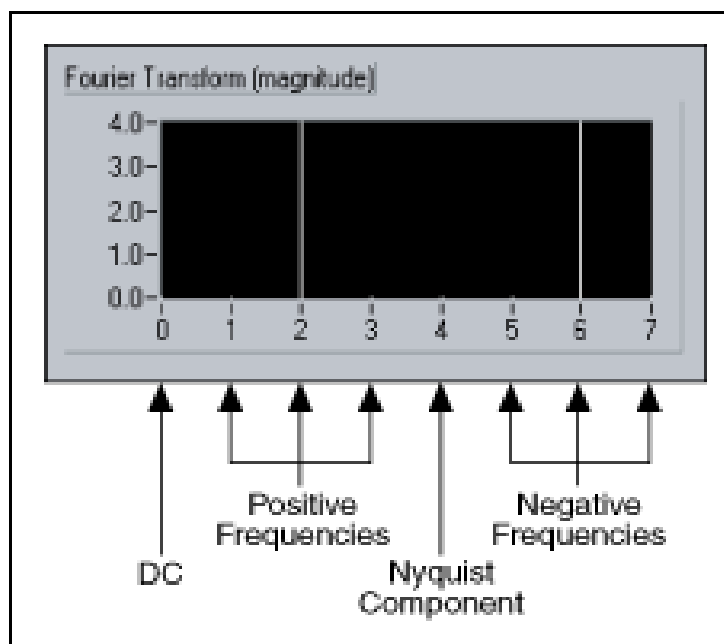 Fourier Transform (magnitude)
4.0
3.0
2.0
1.0
0.0
0 1 2 3 4 5 6 7
Positive
Frequencies
Negative
Frequencies
DC
Nyquist
Component